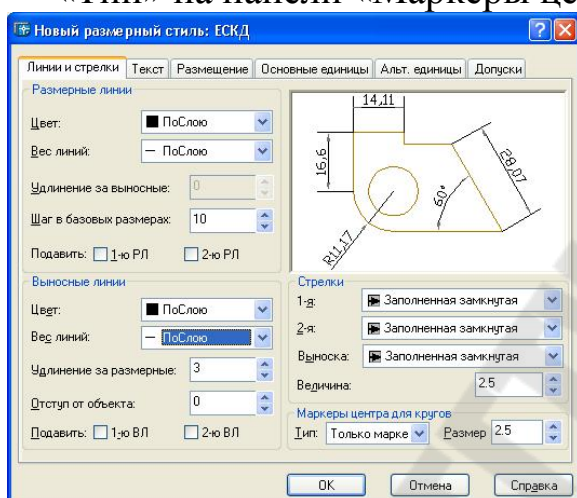 «Тип» на панели «Маркеры це
Новый размерный стиль: ЕСКД
Линии и стрелки Текст Размещение Основные единицы Альт. единицы Допуски
Размерные линии
Цвет: ПоСлою
Вес линий: ПоСлою
Удлинение за выносные: 0
Шаг в базовых размерах: 10
Подавить: 1-ю РЛ 2-ю РЛ
14,11
16,6
28,07
60°
R11,17
Выносные линии
Цвет: ПоСлою
Вес линий: ПоСлою
Удлинение за размерные: 3
Отступ от объекта: 0
Подавить: 1-ю ВЛ 2-ю ВЛ
Стрелки
1-я: Заполненная замкнутая
2-я: Заполненная замкнутая
Выноска: Заполненная замкнутая
Величина: 2.5
Маркеры центра для кругов
Тип: Только марке Размер 2.5
OK Отмена Справка